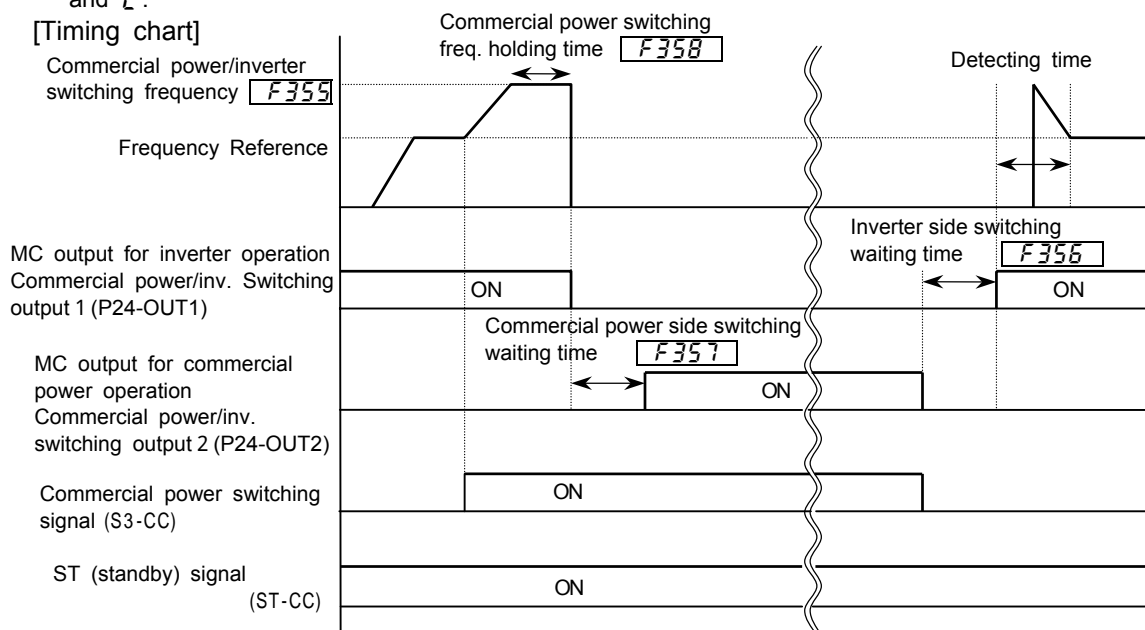 and Ł .
[Timing chart]
Commercial power switching
freq. holding time F358
Commercial power/inverter
switching frequency F355
Detecting time
Frequency Reference
Inverter side switching
waiting time F356
MC output for inverter operation
Commercial power/inv. Switching
output 1 (P24-OUT1)
ON
ON
Commercial power side switching
waiting time F357
MC output for commercial
power operation
Commercial power/inv.
switching output 2 (P24-OUT2)
ON
Commercial power switching
signal (S3-CC)
ON
ST (standby) signal
(ST-CC)
ON